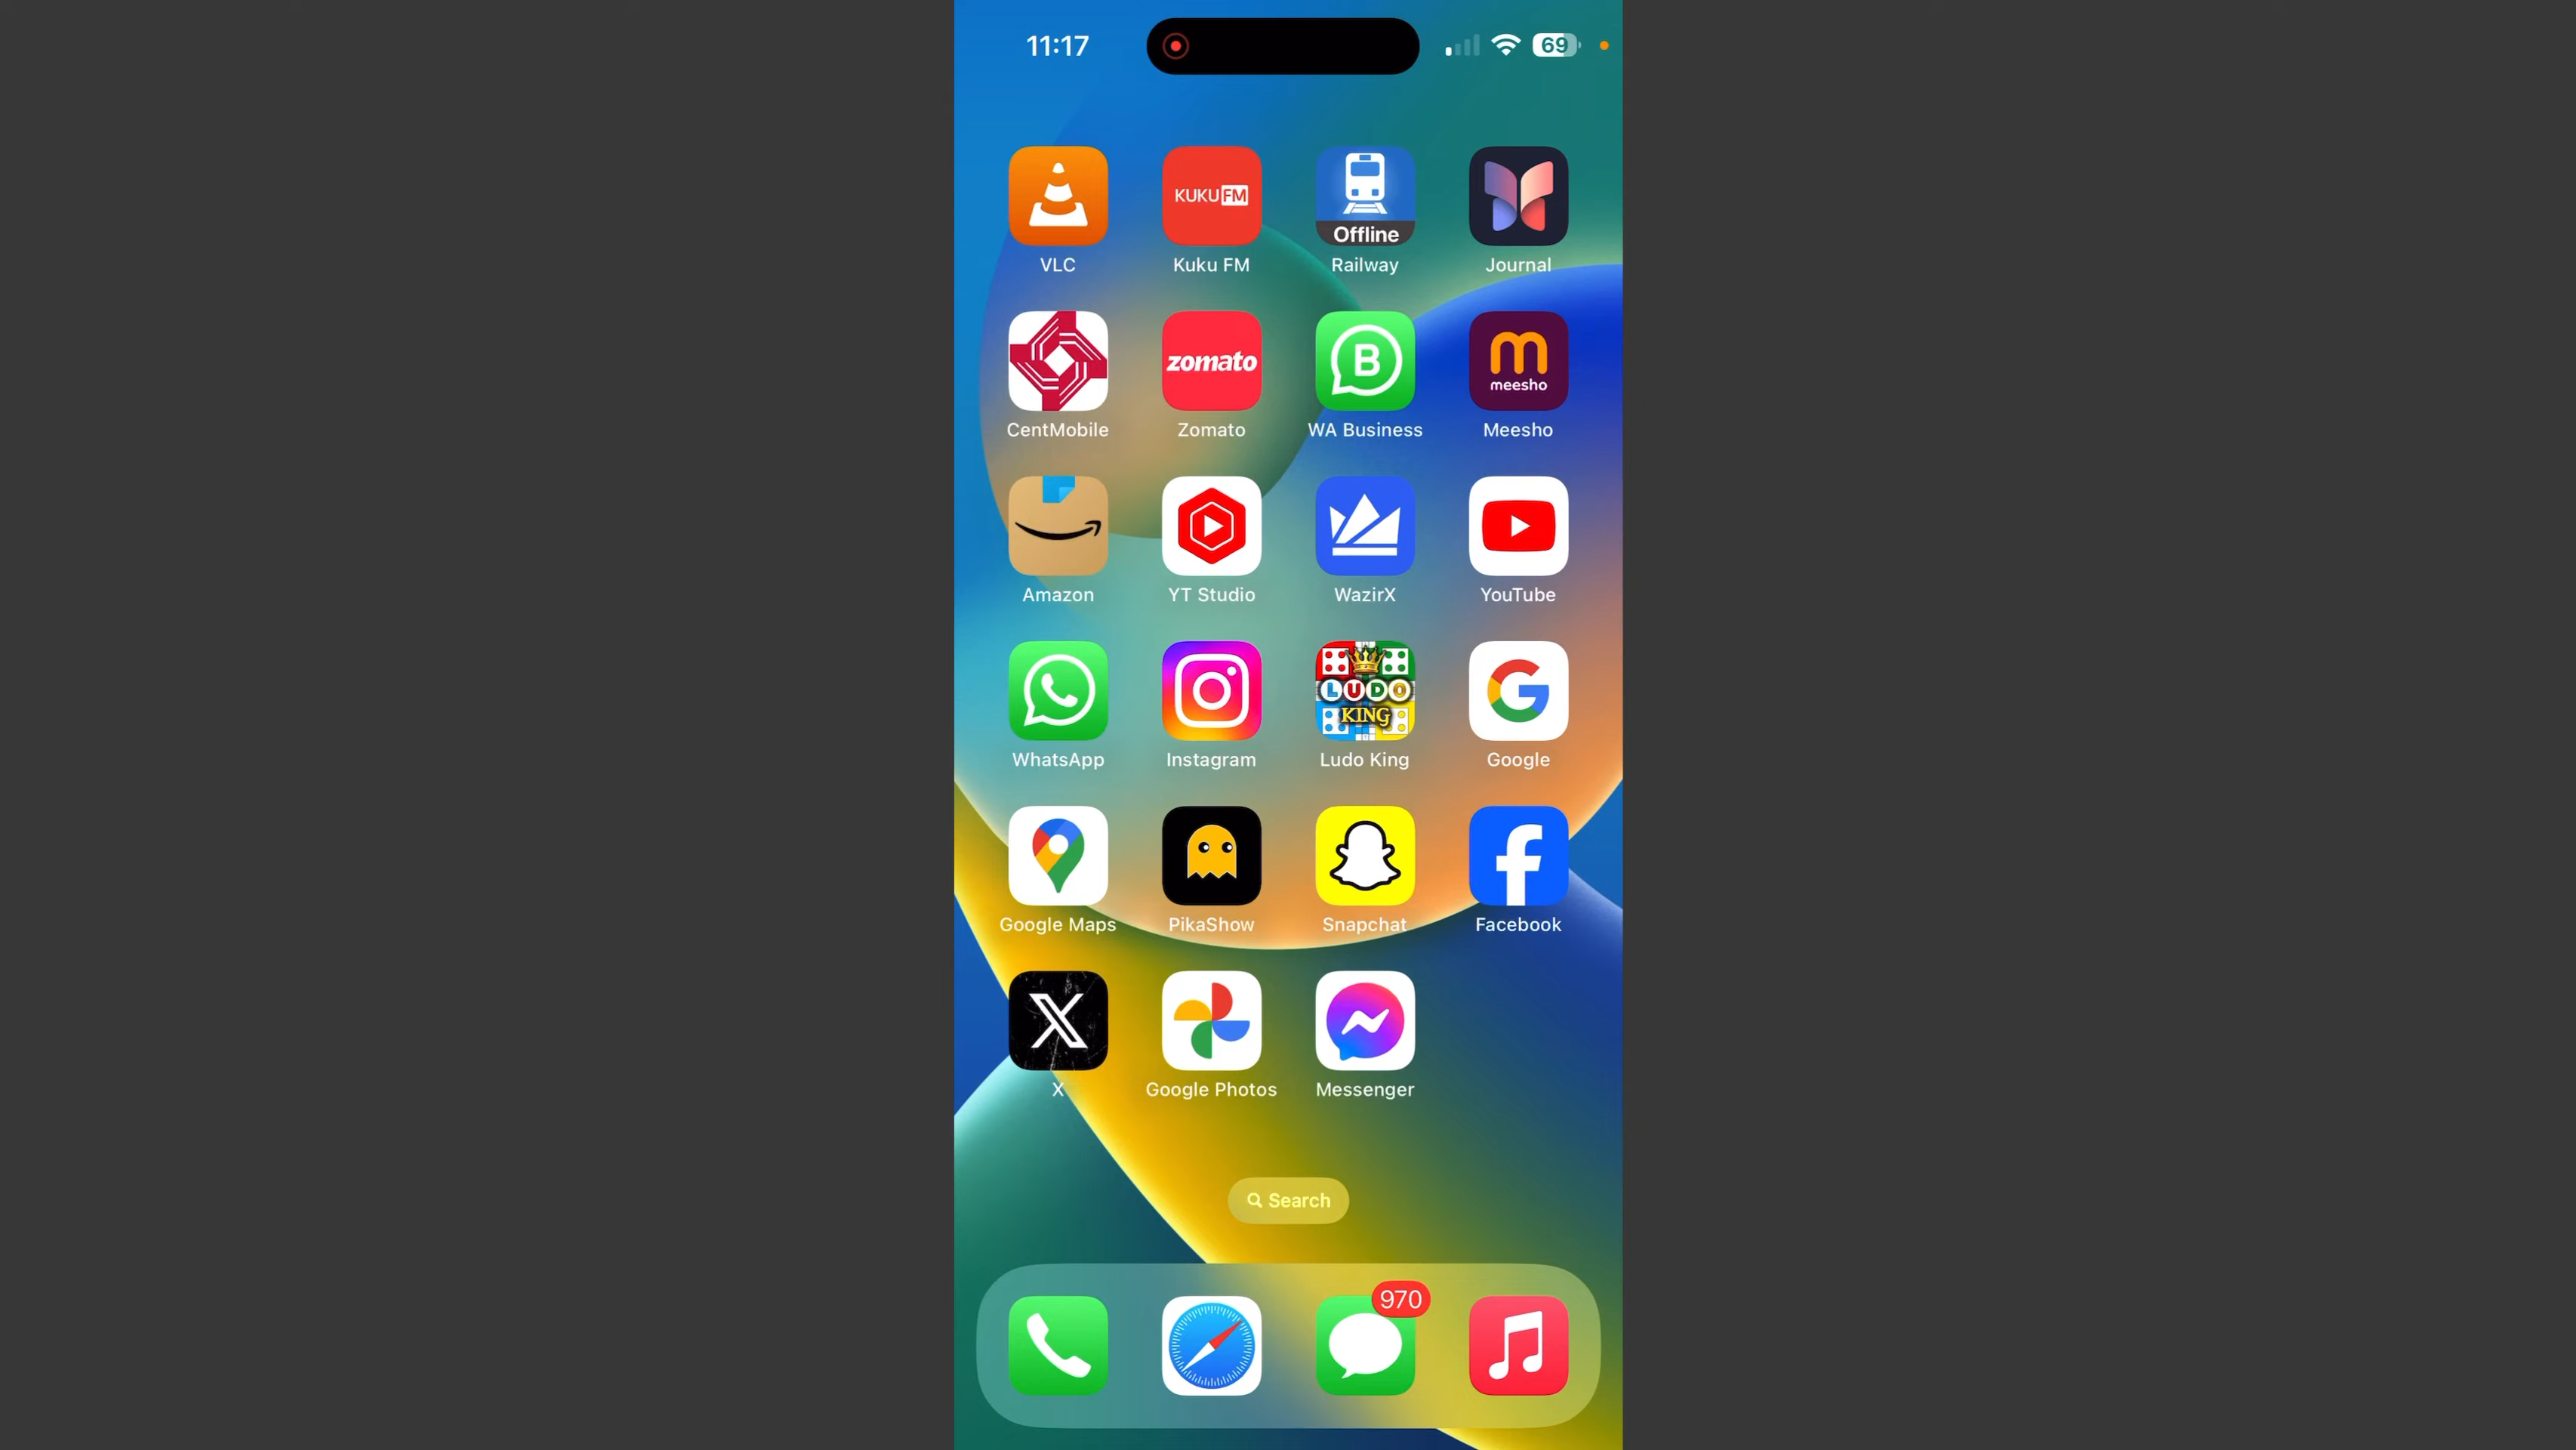 11:17
69
KUKU FM
Offline
VLC
Kuku FM
Railway
Journal
zomato
B
meesho
CentMobile
Zomato
WA Business
Meesho
Amazon
YT Studio
WazirX
YouTube
LUDO
KING
WhatsApp
Instagram
Ludo King
Google
Google Maps
PikaShow
Snapchat
Facebook
X
Google Photos
Messenger
Search
970